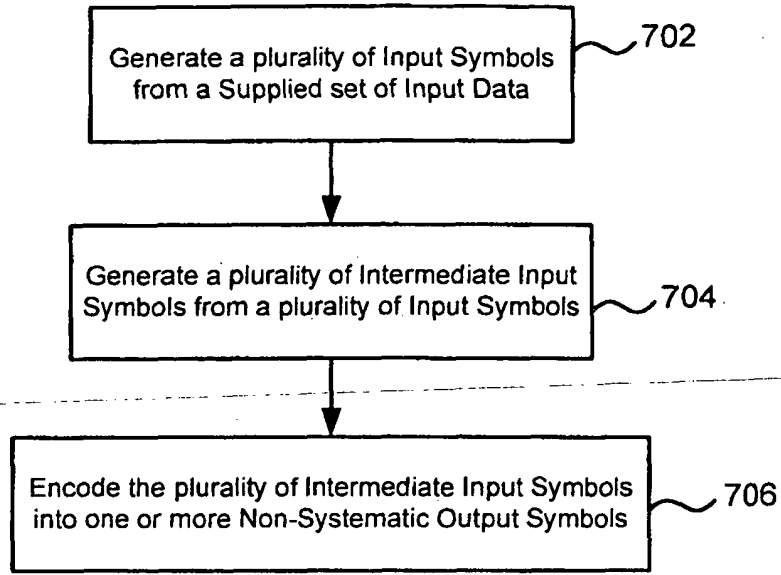 Generate a plurality of Input Symbols
from a Supplied set of Input Data
702
Generate a plurality of Intermediate Input
Symbols from a plurality of Input Symbols
704
Encode the plurality of Intermediate Input Symbols
into one or more Non-Systematic Output Symbols
706